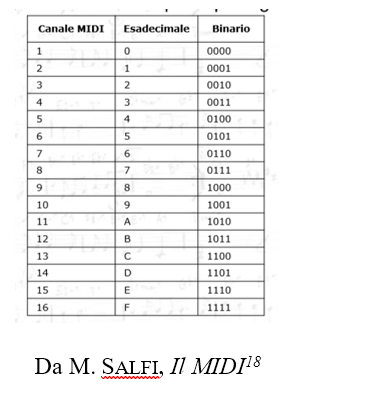 Canale MIDI Esadecimale Binario
1 0 0000
2 1 0001
3 2 0010
4 3 0011
5 4 0100
6 5 0101
7 6 0110
8 7 0111
9 8 1000
10 9 1001
11 A 1010
12 B 1011
13 C 1100
14 D 1101
15 E 1110
16 F 1111
Da M. SALFI, Il MIDI18